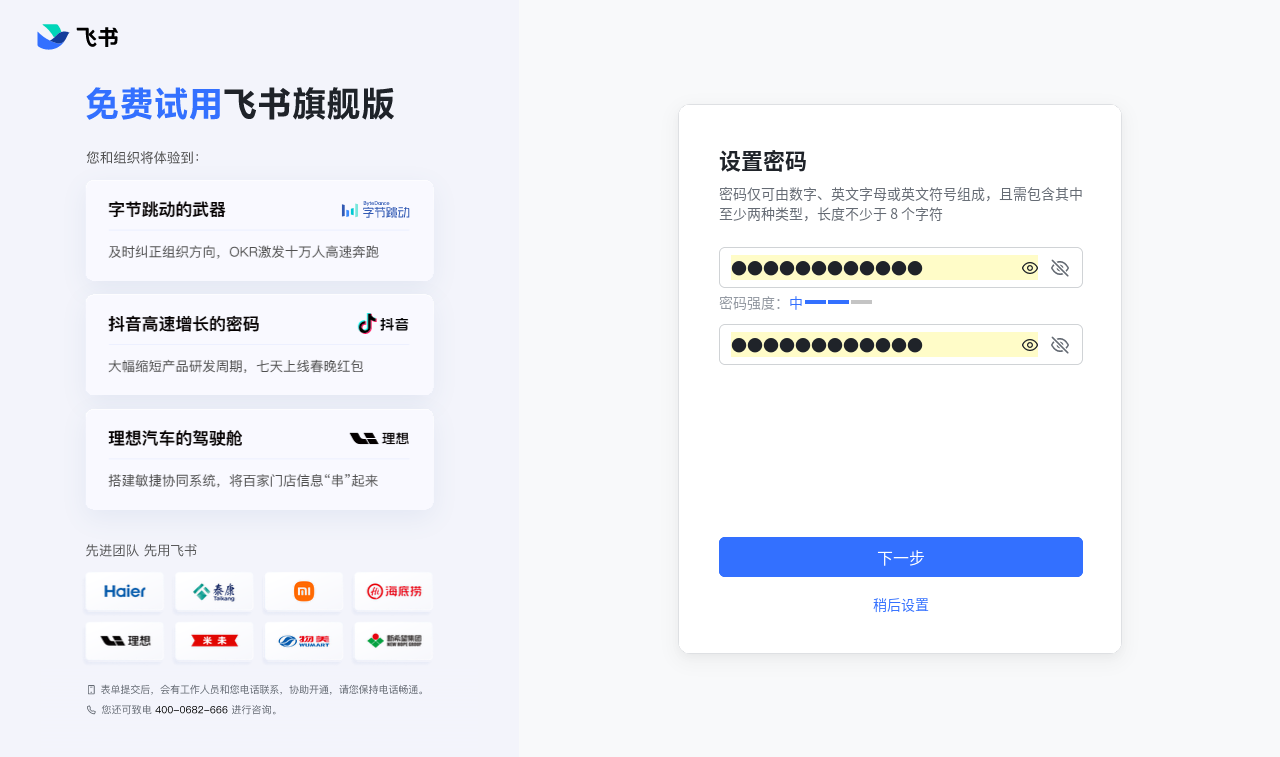 飞书
免费试用飞书旗舰版
您和组织将体验到：
字节跳动的武器
ByteDance
字节跳动
及时纠正组织方向，OKR激发十万人高速奔跑
抖音高速增长的密码
抖音
大幅缩短产品研发周期，七天上线春晚红包
理想汽车的驾驶舱
理想
搭建敏捷协同系统，将百家门店信息“串”起来
先进团队 先用飞书
Haier
泰康
Taikang
海底捞
理想
米未
物美
WUMART
新希望集团
NEW HOPE GROUP
表单提交后，会有工作人员和您电话联系，协助开通，请您保持电话畅通。
您还可致电 400-0682-666 进行咨询。
设置密码
密码仅可由数字、英文字母或英文符号组成，且需包含其中
至少两种类型，长度不少于 8 个字符
密码强度：中
下一步
稍后设置